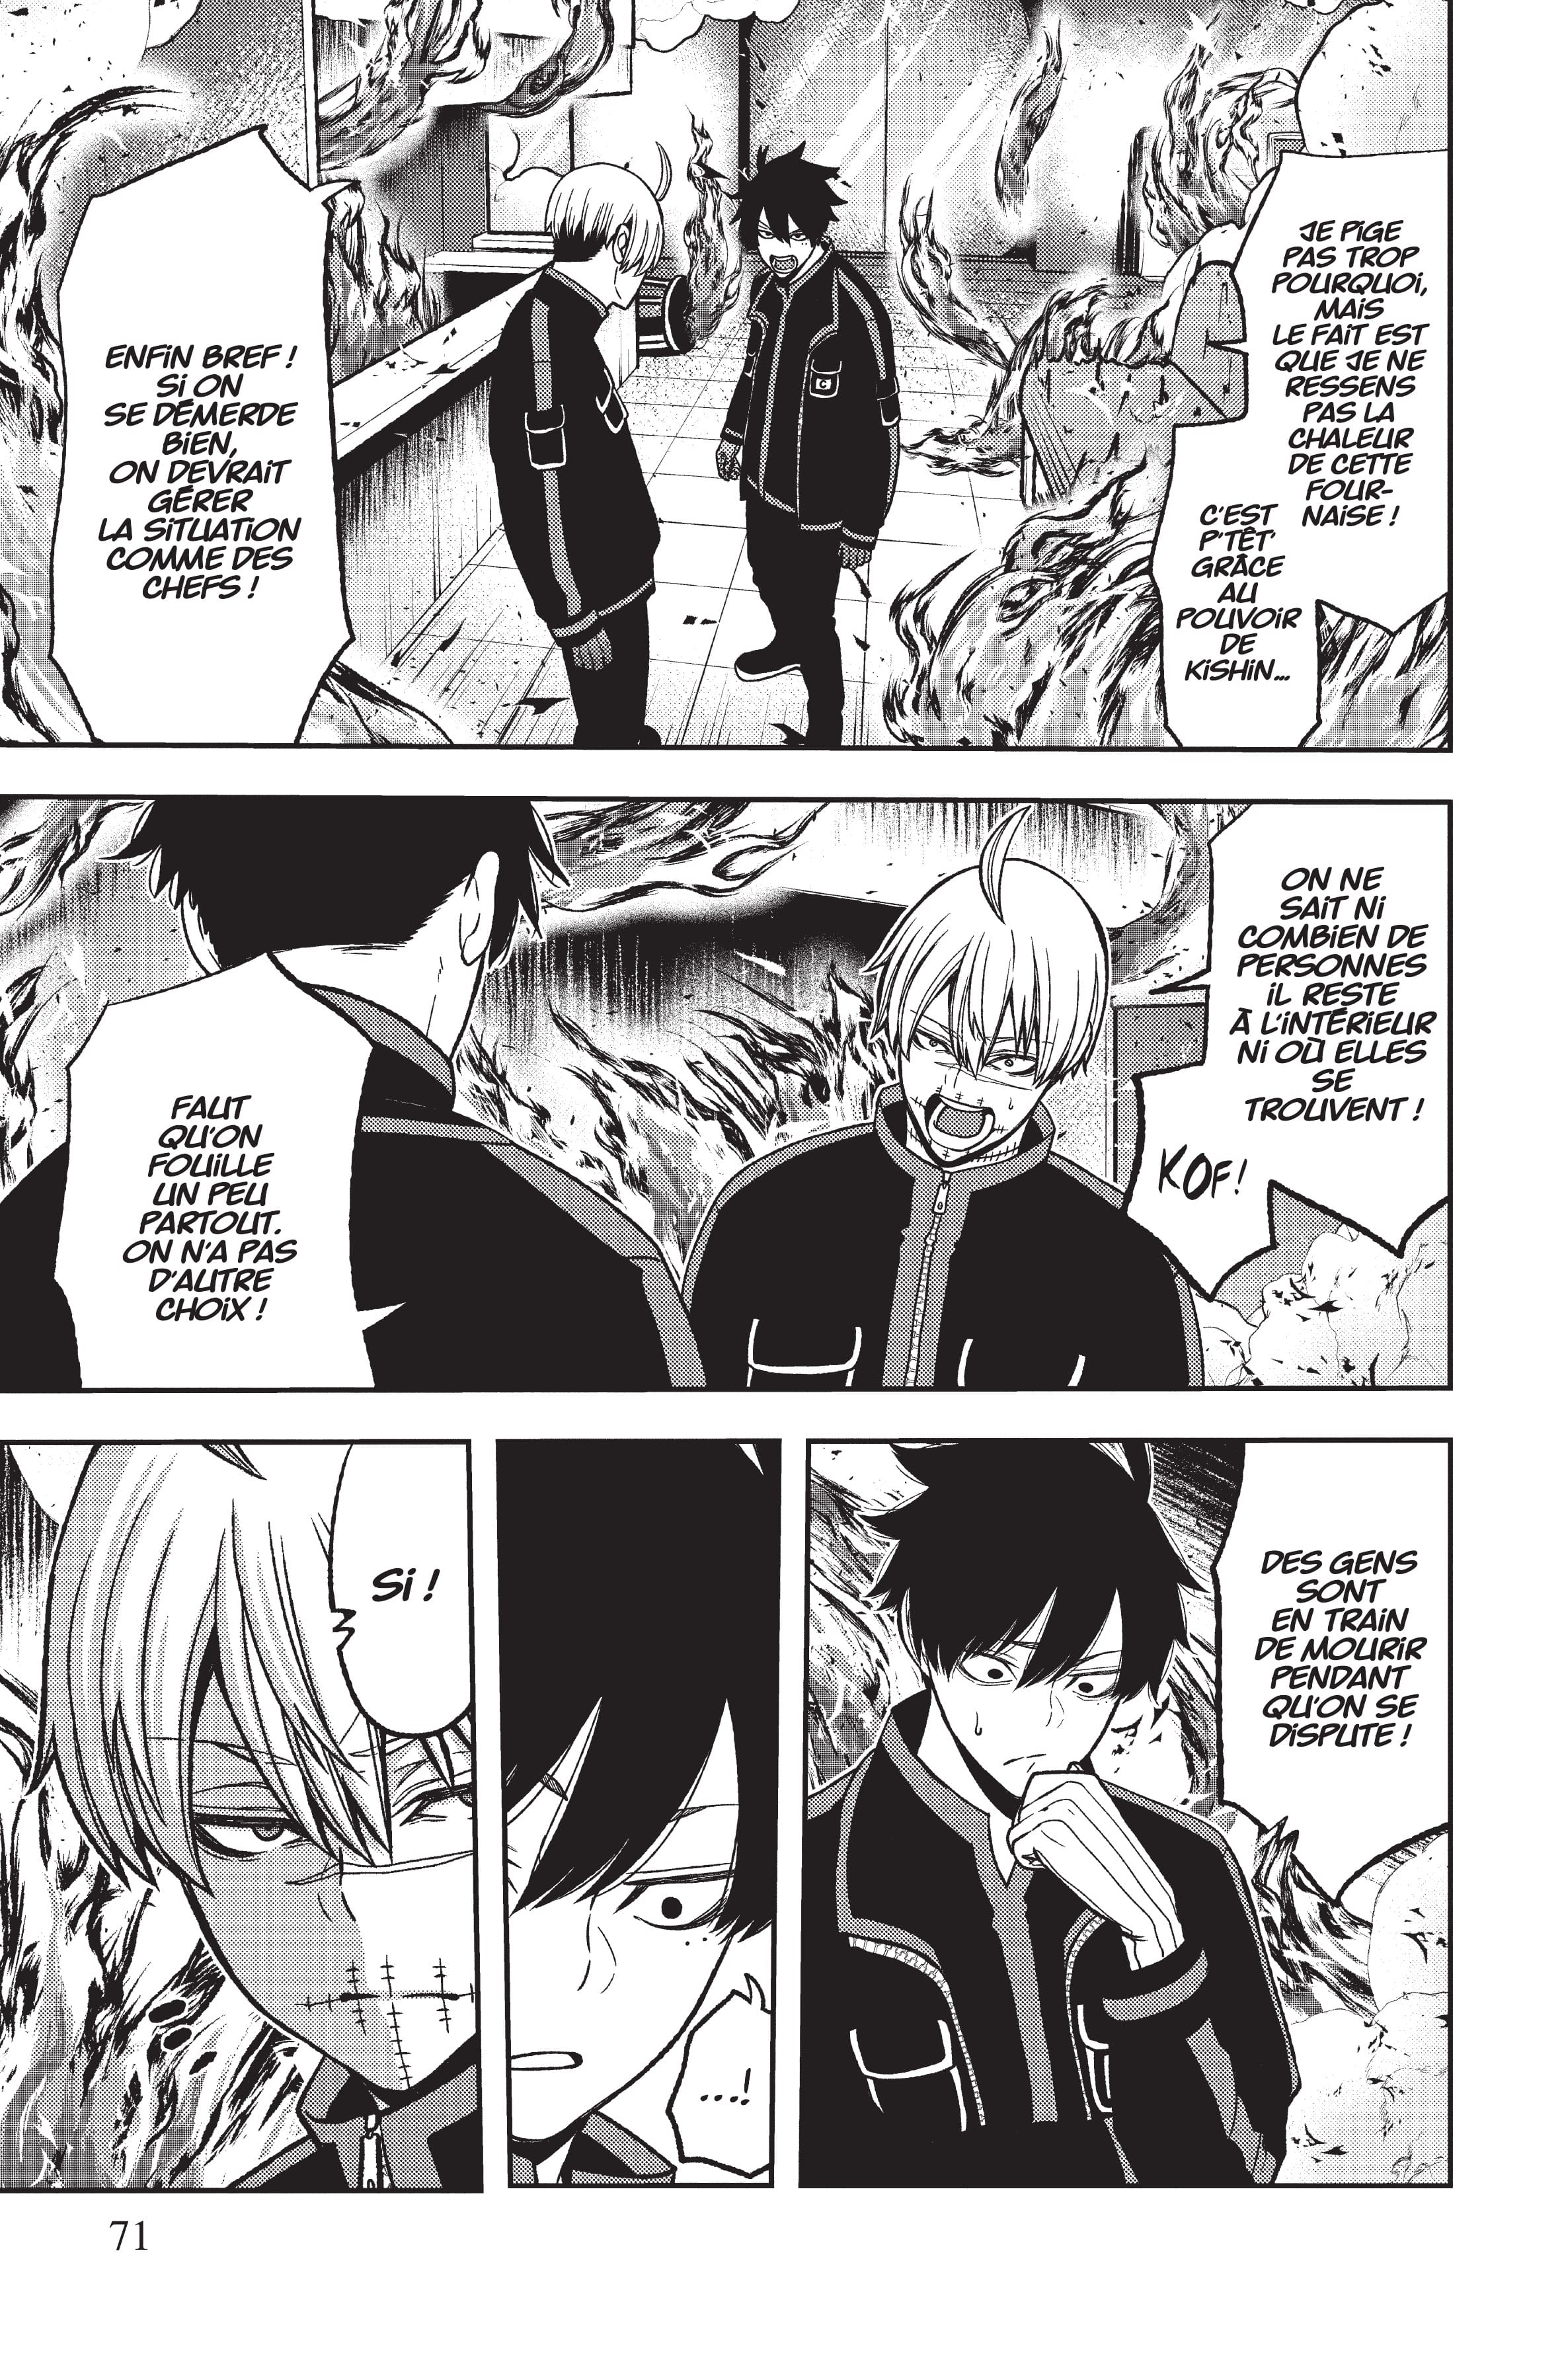 JE PIGE
PAS TROP
POURQUOI,
MAIS
LE FAIT EST
QUE JE NE
RESSENS
PAS LA
CHALEUR
DE CETTE
FOUR-
NAISE !
C'EST
P'TÊT'
GRÂCE
AU
POUVOIR
DE
KISHIN...
C
ENFIN BREF !
SI ON
SE DÉMERDE
BIEN,
ON DEVRAIT
GÉRER
LA SITUATION
COMME DES
CHEFS !
ON NE
SAIT NI
COMBIEN DE
PERSONNES
IL RESTE
À L'INTÉRIEUR
NI OÙ ELLES
SE
TROUVENT !
KOF !
FAUT
QU'ON
FOUILLE
UN PEU
PARTOUT.
ON N'A PAS
D'AUTRE
CHOIX !
DES GENS
SONT
EN TRAIN
DE MOURIR
PENDANT
QU'ON SE
DISPUTE !
...!
SI !
71